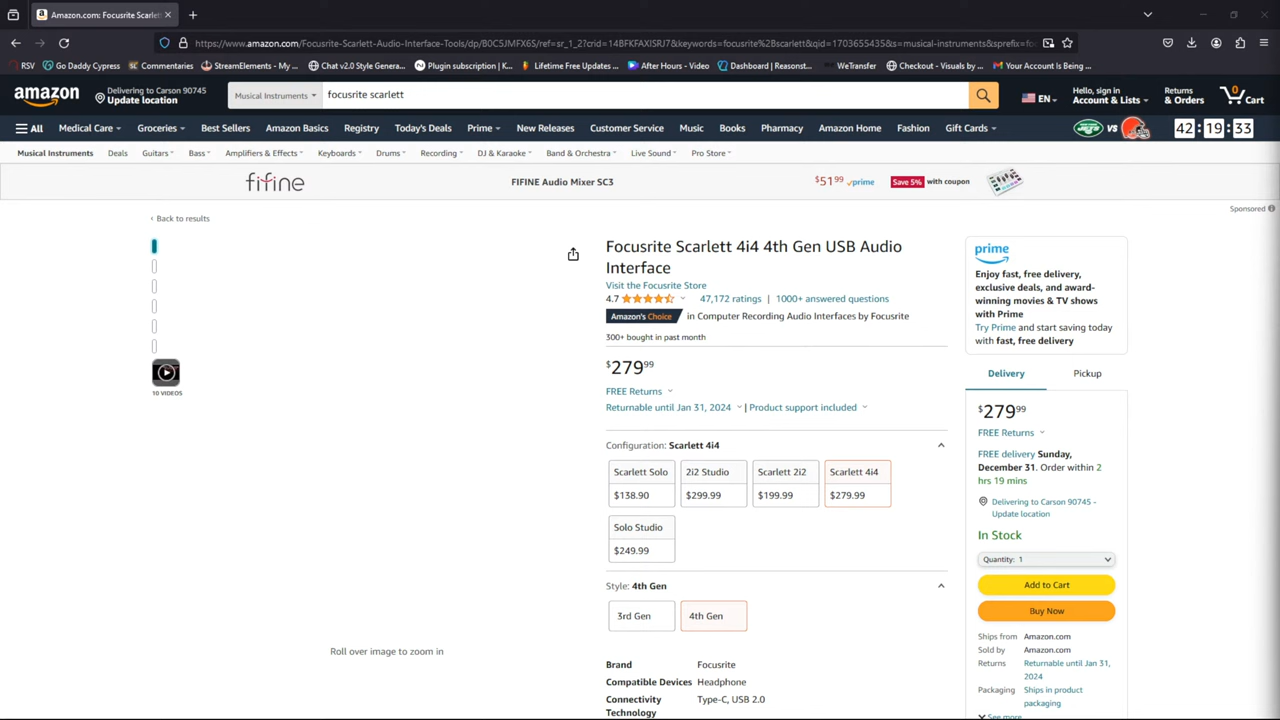 Amazon.com: Focusrite Scarlett
https://www.amazon.com/Focusrite-Scarlett-Audio-Interface-Tools/dp/B0C5JMFX6S/ref=sr_1_2?crid=14BFKFAXISRJ7&keywords=focusrite%2Bscarlett&qid=1703655435&s=musical-instruments&sprefix=fo
RSV
Go Daddy Cypress
Commentaries
StreamElements - My ...
Chat v2.0 Style Genera...
Plugin subscription | K...
Lifetime Free Updates ...
After Hours - Video
Dashboard | Reasonst...
WeTransfer
Checkout - Visually - ...
Your Account Is Being ...
amazon
Delivering to Carson 90745
Update location
Musical Instruments
focusrite scarlett
EN
Hello, sign in
Account & Lists
Returns
& Orders
0
Cart
All
Medical Care
Groceries
Best Sellers
Amazon Basics
Registry
Today's Deals
Prime
New Releases
Customer Service
Music
Books
Pharmacy
Amazon Home
Fashion
Gift Cards
JETS VS
42 : 19 : 33
Musical Instruments
Deals
Guitars
Bass
Amplifiers & Effects
Keyboards
Drums
Recording
DJ & Karaoke
Band & Orchestra
Live Sound
Pro Store
fifine
FIFINE Audio Mixer SC3
$51.99 prime
Save 5% with coupon
Sponsored
‹ Back to results
10 VIDEOS
Roll over image to zoom in
Focusrite Scarlett 4i4 4th Gen USB Audio
Interface
Visit the Focusrite Store
4.7
47,172 ratings | 1000+ answered questions
Amazon's Choice in Computer Recording Audio Interfaces by Focusrite
300+ bought in past month
$279.99
FREE Returns
Returnable until Jan 31, 2024 | Product support included
Configuration: Scarlett 4i4
Scarlett Solo
$138.90
2i2 Studio
$299.99
Scarlett 2i2
$199.99
Scarlett 4i4
$279.99
Solo Studio
$249.99
Style: 4th Gen
3rd Gen
4th Gen
Brand Focusrite
Compatible Devices Headphone
Connectivity Type-C, USB 2.0
Technology
prime
Enjoy fast, free delivery,
exclusive deals, and award-
winning movies & TV shows
with Prime
Try Prime and start saving today
with fast, free delivery
Delivery
Pickup
$279.99
FREE Returns
FREE delivery Sunday,
December 31. Order within 2
hrs 19 mins
Delivering to Carson 90745 -
Update location
In Stock
Quantity: 1
Add to Cart
Buy Now
Ships from Amazon.com
Sold by Amazon.com
Returns Returnable until Jan 31,
2024
Packaging Ships in product
packaging
See more